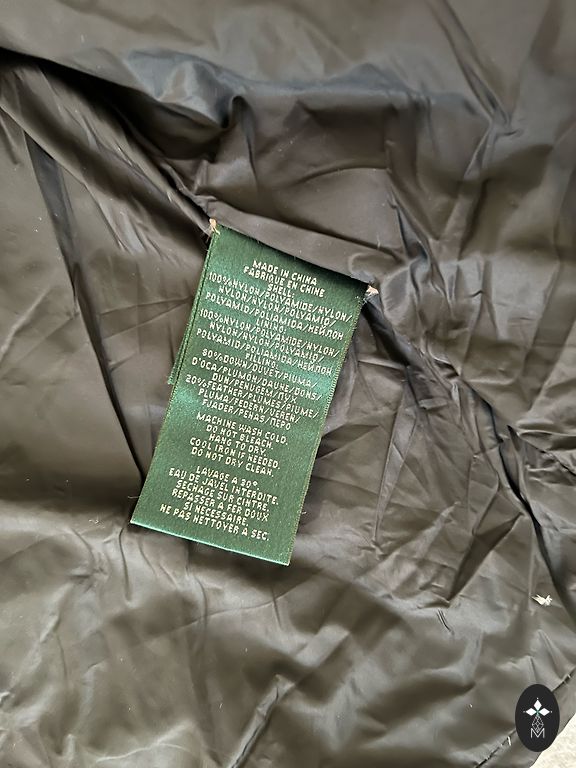 MADE IN CHINA
FABRIQUE EN CHINE
SHELL:
100%NYLON/POLYAMIDE/NYLON/
NYLON/NYLON/POLYAMID/
POLYAMID/POLIAMIDA/НЕЙЛОН
LINING:
100%NYLON/POLYAMIDE/NYLON/
NYLON/NYLON/POLYAMID/
POLYAMID/POLIAMIDA/НЕЙЛОН
FILLING:
80%DOWN/DUVET/PIUMA/
D'OCA/PLUMÓN/DAUNE/DONS/
DUN/FENUGEM/ПУХ
20%FEATHER/PLUMES/PIUME/
PLUMA/FEDERN/VEREN/
FJÄDER/PENAS/ПЕРО
MACHINE WASH COLD.
DO NOT BLEACH.
HANG TO DRY.
COOL IRON IF NEEDED.
DO NOT DRY CLEAN.
LAVAGE A 30°.
EAU DE JAVEL INTERDITE.
SECHAGE SUR CINTRE.
REPASSER A FER DOUX
SI NECESSAIRE.
NE PAS NETTOYER A SEC.
M